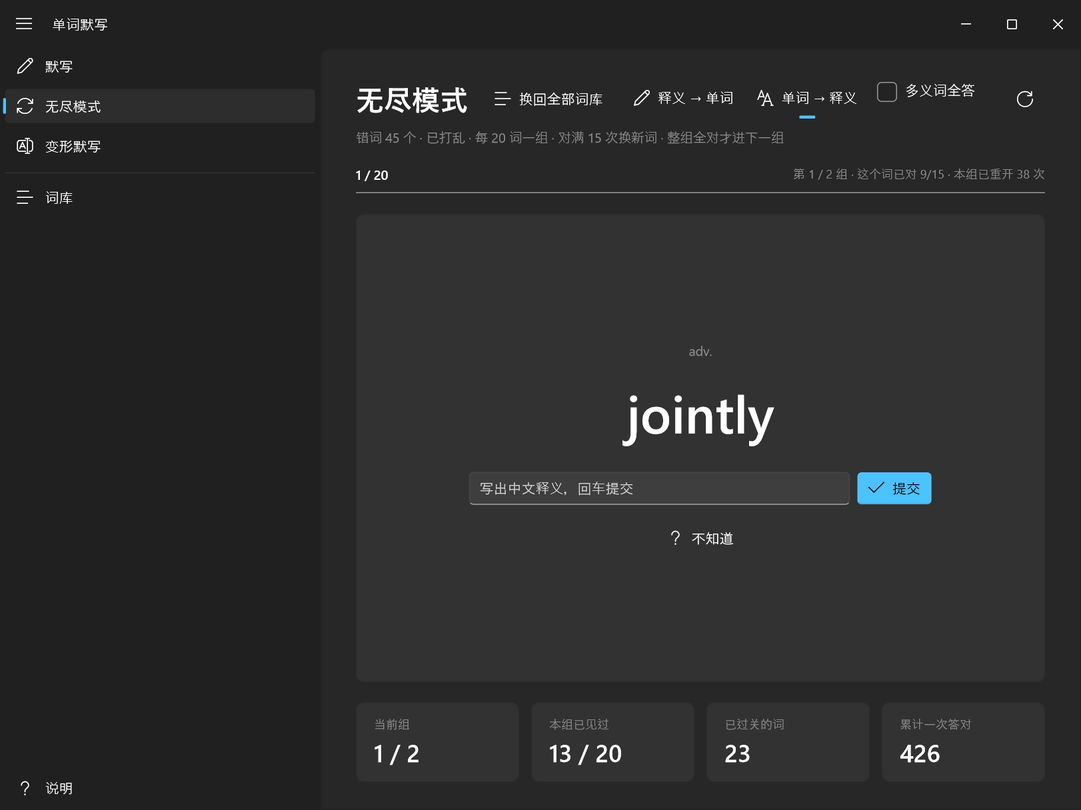 单词默写
默写
无尽模式
变形默写
词库
说明
无尽模式 换回全部词库 释义 → 单词 单词 → 释义 多义词全答
错词 45 个 · 已打乱 · 每 20 词一组 · 对满 15 次换新词 · 整组全对才进下一组
1 / 20 第 1 / 2 组 · 这个词已对 9/15 · 本组已重开 38 次
adv.
jointly
写出中文释义，回车提交 提交
? 不知道
当前组 本组已见过 已过关的词 累计一次答对
1 / 2 13 / 20 23 426